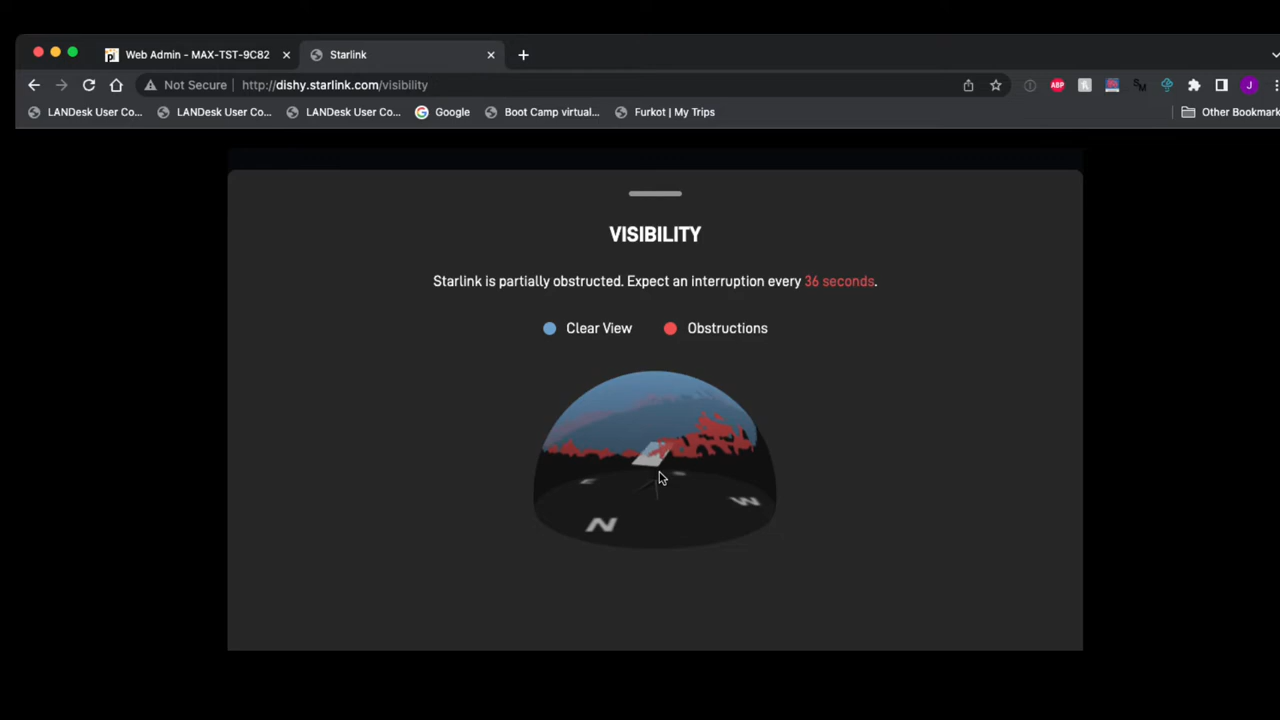 Web Admin - MAX-TST-9C82
Starlink
Not Secure http://dishy.starlink.com/visibility
ABP
J
LANDesk User Co...
LANDesk User Co...
LANDesk User Co...
Google
Boot Camp virtual...
Furkot | My Trips
Other Bookmark
VISIBILITY
Starlink is partially obstructed. Expect an interruption every 36 seconds.
Clear View
Obstructions
W
N